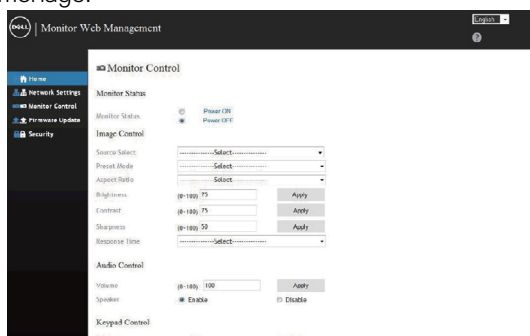 DELL | Monitor Web Management
English
Monitor Control
Home
Network Settings
Monitor Control
Firmware Update
Security
Monitor Status
Monitor Status
Power ON
Power OFF
Image Control
Source Select ---------------Select---------------
Preset Mode ---------------Select---------------
Aspect Ratio ---------------Select---------------
Brightness (0~100) 75 Apply
Contrast (0~100) 75 Apply
Sharpness (0~100) 50 Apply
Response Time ---------------Select---------------
Audio Control
Volume (0~100) 100 Apply
Speaker Enable Disable
Keypad Control